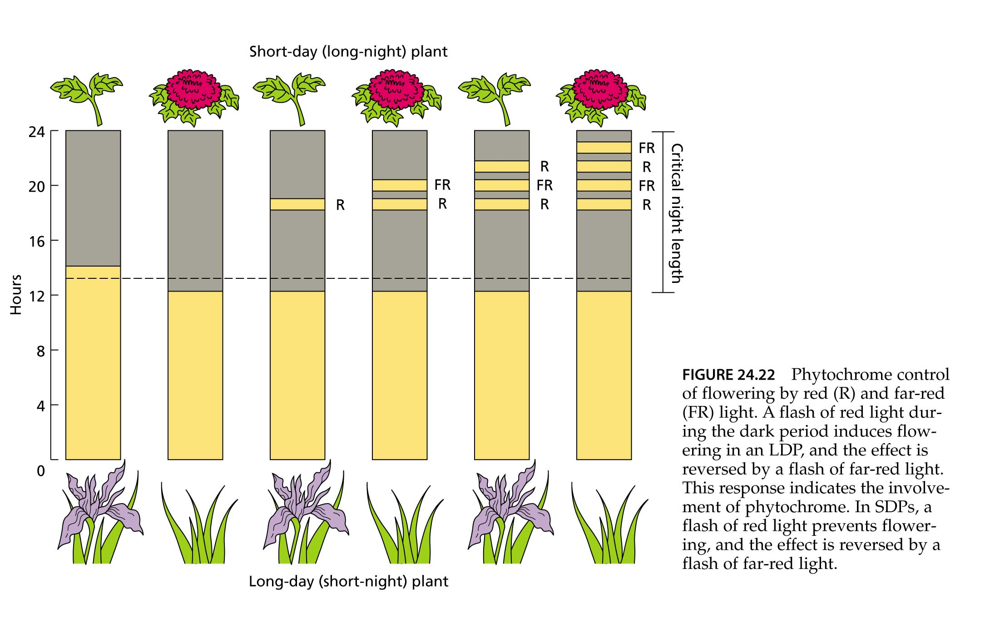 Short-day (long-night) plant
24
20
16
12
8
4
0
Hours
R
FR
R
R
FR
R
FR
R
FR
R
Critical night length
Long-day (short-night) plant
FIGURE 24.22 Phytochrome control
of flowering by red (R) and far-red
(FR) light. A flash of red light dur-
ing the dark period induces flow-
ering in an LDP, and the effect is
reversed by a flash of far-red light.
This response indicates the involve-
ment of phytochrome. In SDPs, a
flash of red light prevents flower-
ing, and the effect is reversed by a
flash of far-red light.